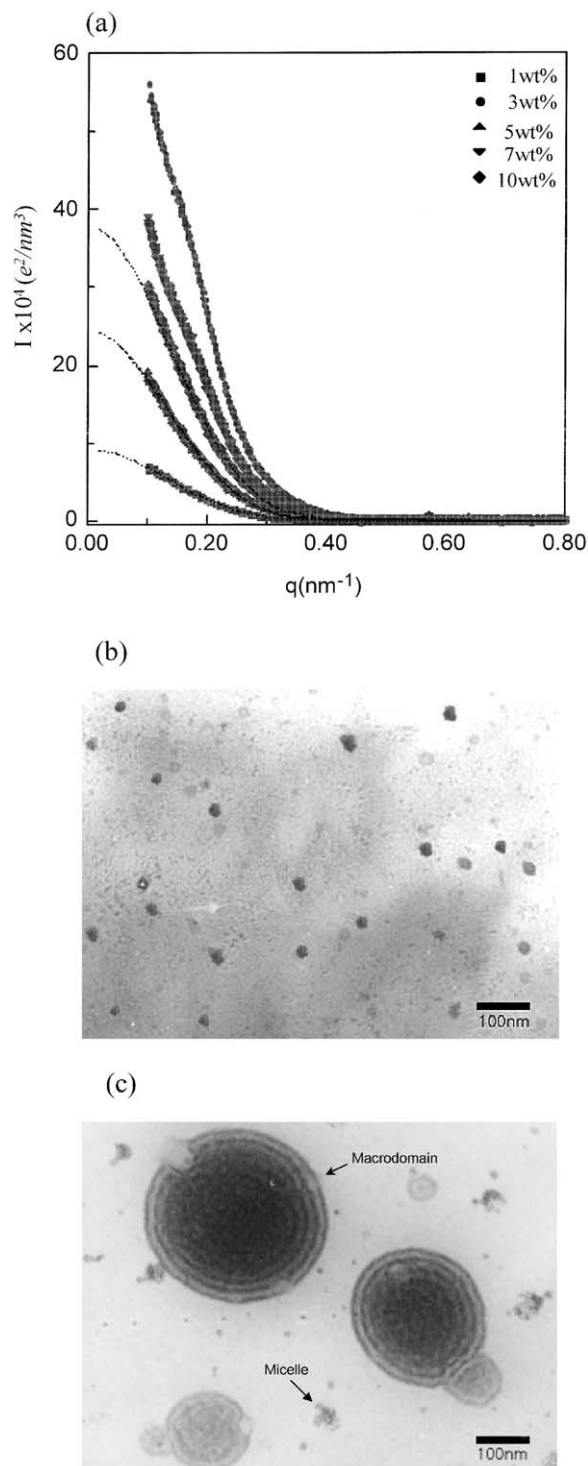 (a)
60
40
20
0
I x10⁴ (e²/nm³)
■ 1wt%
● 3wt%
▲ 5wt%
▼ 7wt%
◆ 10wt%
0.00 0.20 0.40 0.60 0.80
q(nm⁻¹)
(b)
100nm
(c)
Macrodomain
Micelle
100nm